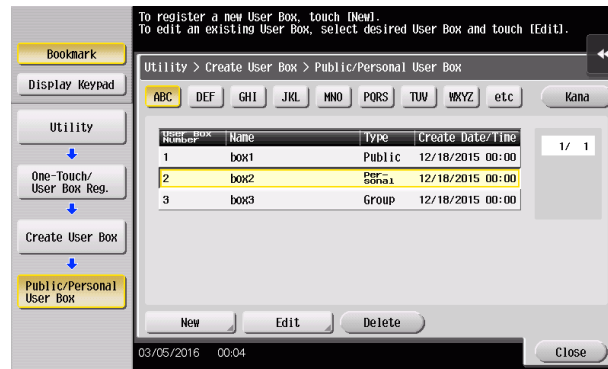 To register a new User Box, touch [New].
To edit an existing User Box, select desired User Box and touch [Edit].
Bookmark
Display Keypad
Utility
One-Touch/
User Box Reg.
Create User Box
Public/Personal
User Box
Utility > Create User Box > Public/Personal User Box
ABC DEF GHI JKL MNO PQRS TUV WXYZ etc Kana
User Box
Number Name Type Create Date/Time
1 box1 Public 12/18/2015 00:00
2 box2 Per-
sonal 12/18/2015 00:00
3 box3 Group 12/18/2015 00:00
1/ 1
New Edit Delete
03/05/2016 00:04
Close